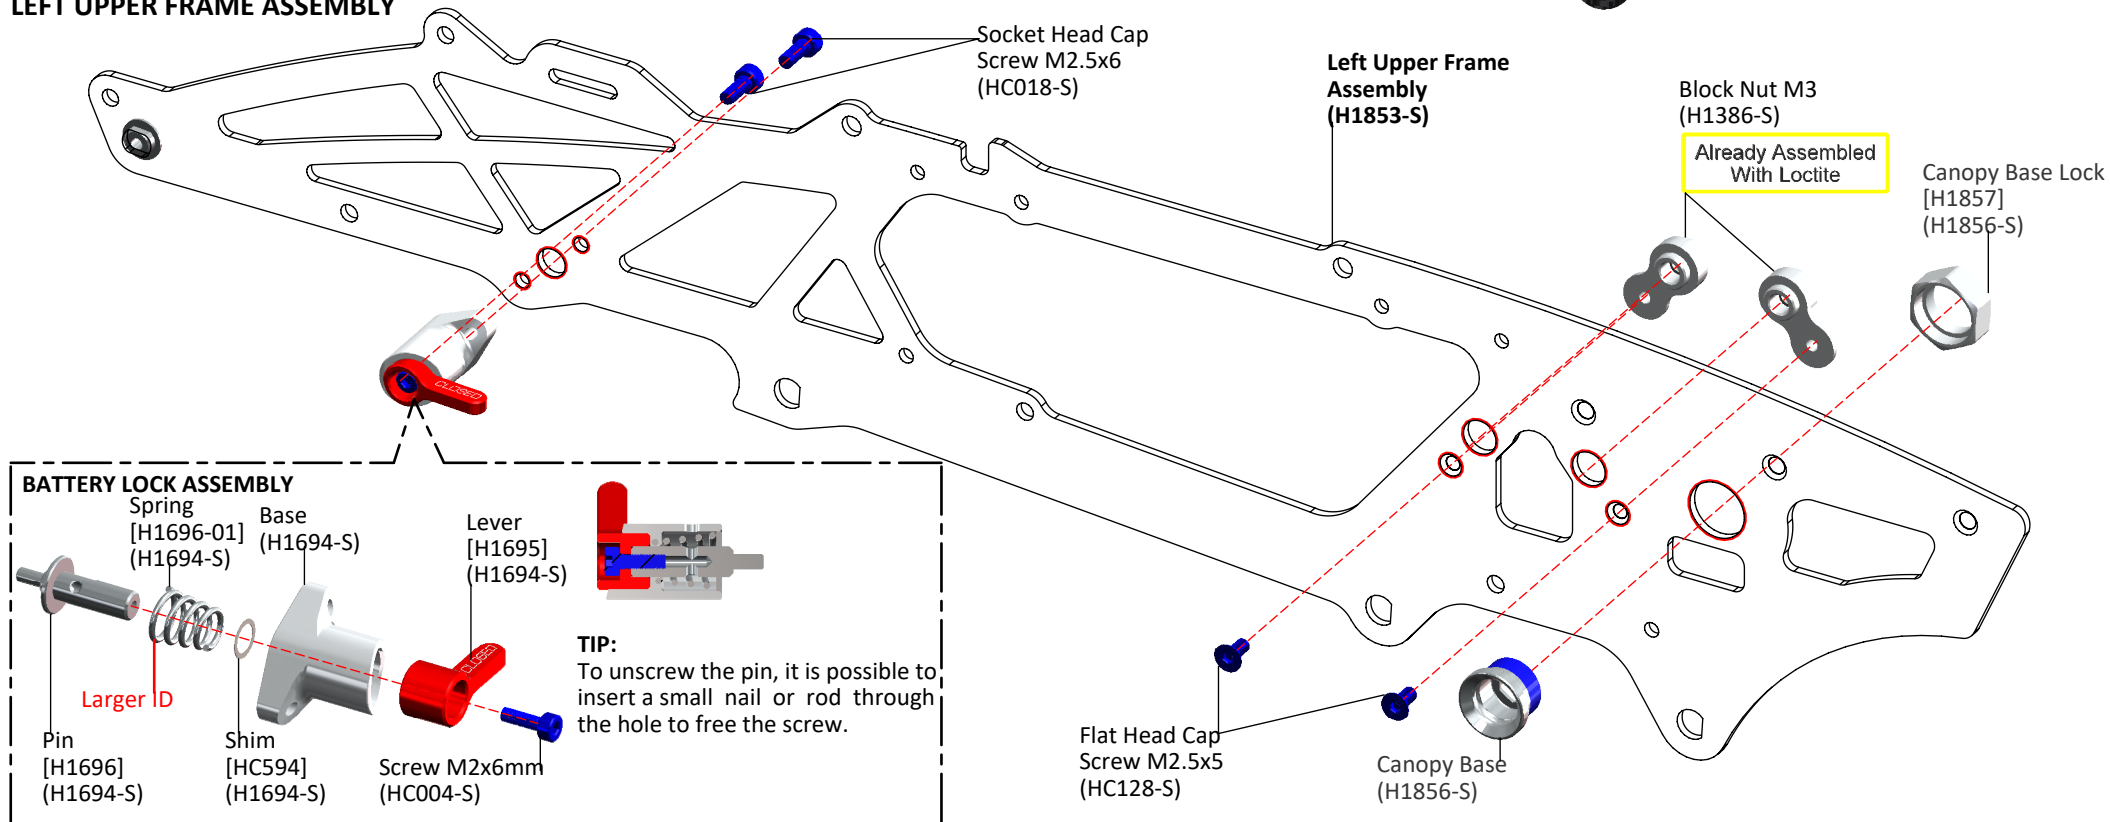 LEFT UPPER FRAME ASSEMBLY
Socket Head Cap
Screw M2.5x6
(HC018-S)
Left Upper Frame
Assembly
(H1853-S)
Block Nut M3
(H1386-S)
Already Assembled
With Loctite
Canopy Base Lock
[H1857]
(H1856-S)
CLOSED
BATTERY LOCK ASSEMBLY
Spring
[H1696-01]
(H1694-S)
Base
(H1694-S)
Lever
[H1695]
(H1694-S)
CLOSED
Larger ID
TIP:
To unscrew the pin, it is possible to
insert a small nail or rod through
the hole to free the screw.
Pin
[H1696]
(H1694-S)
Shim
[HC594]
(H1694-S)
Screw M2x6mm
(HC004-S)
Flat Head Cap
Screw M2.5x5
(HC128-S)
Canopy Base
(H1856-S)